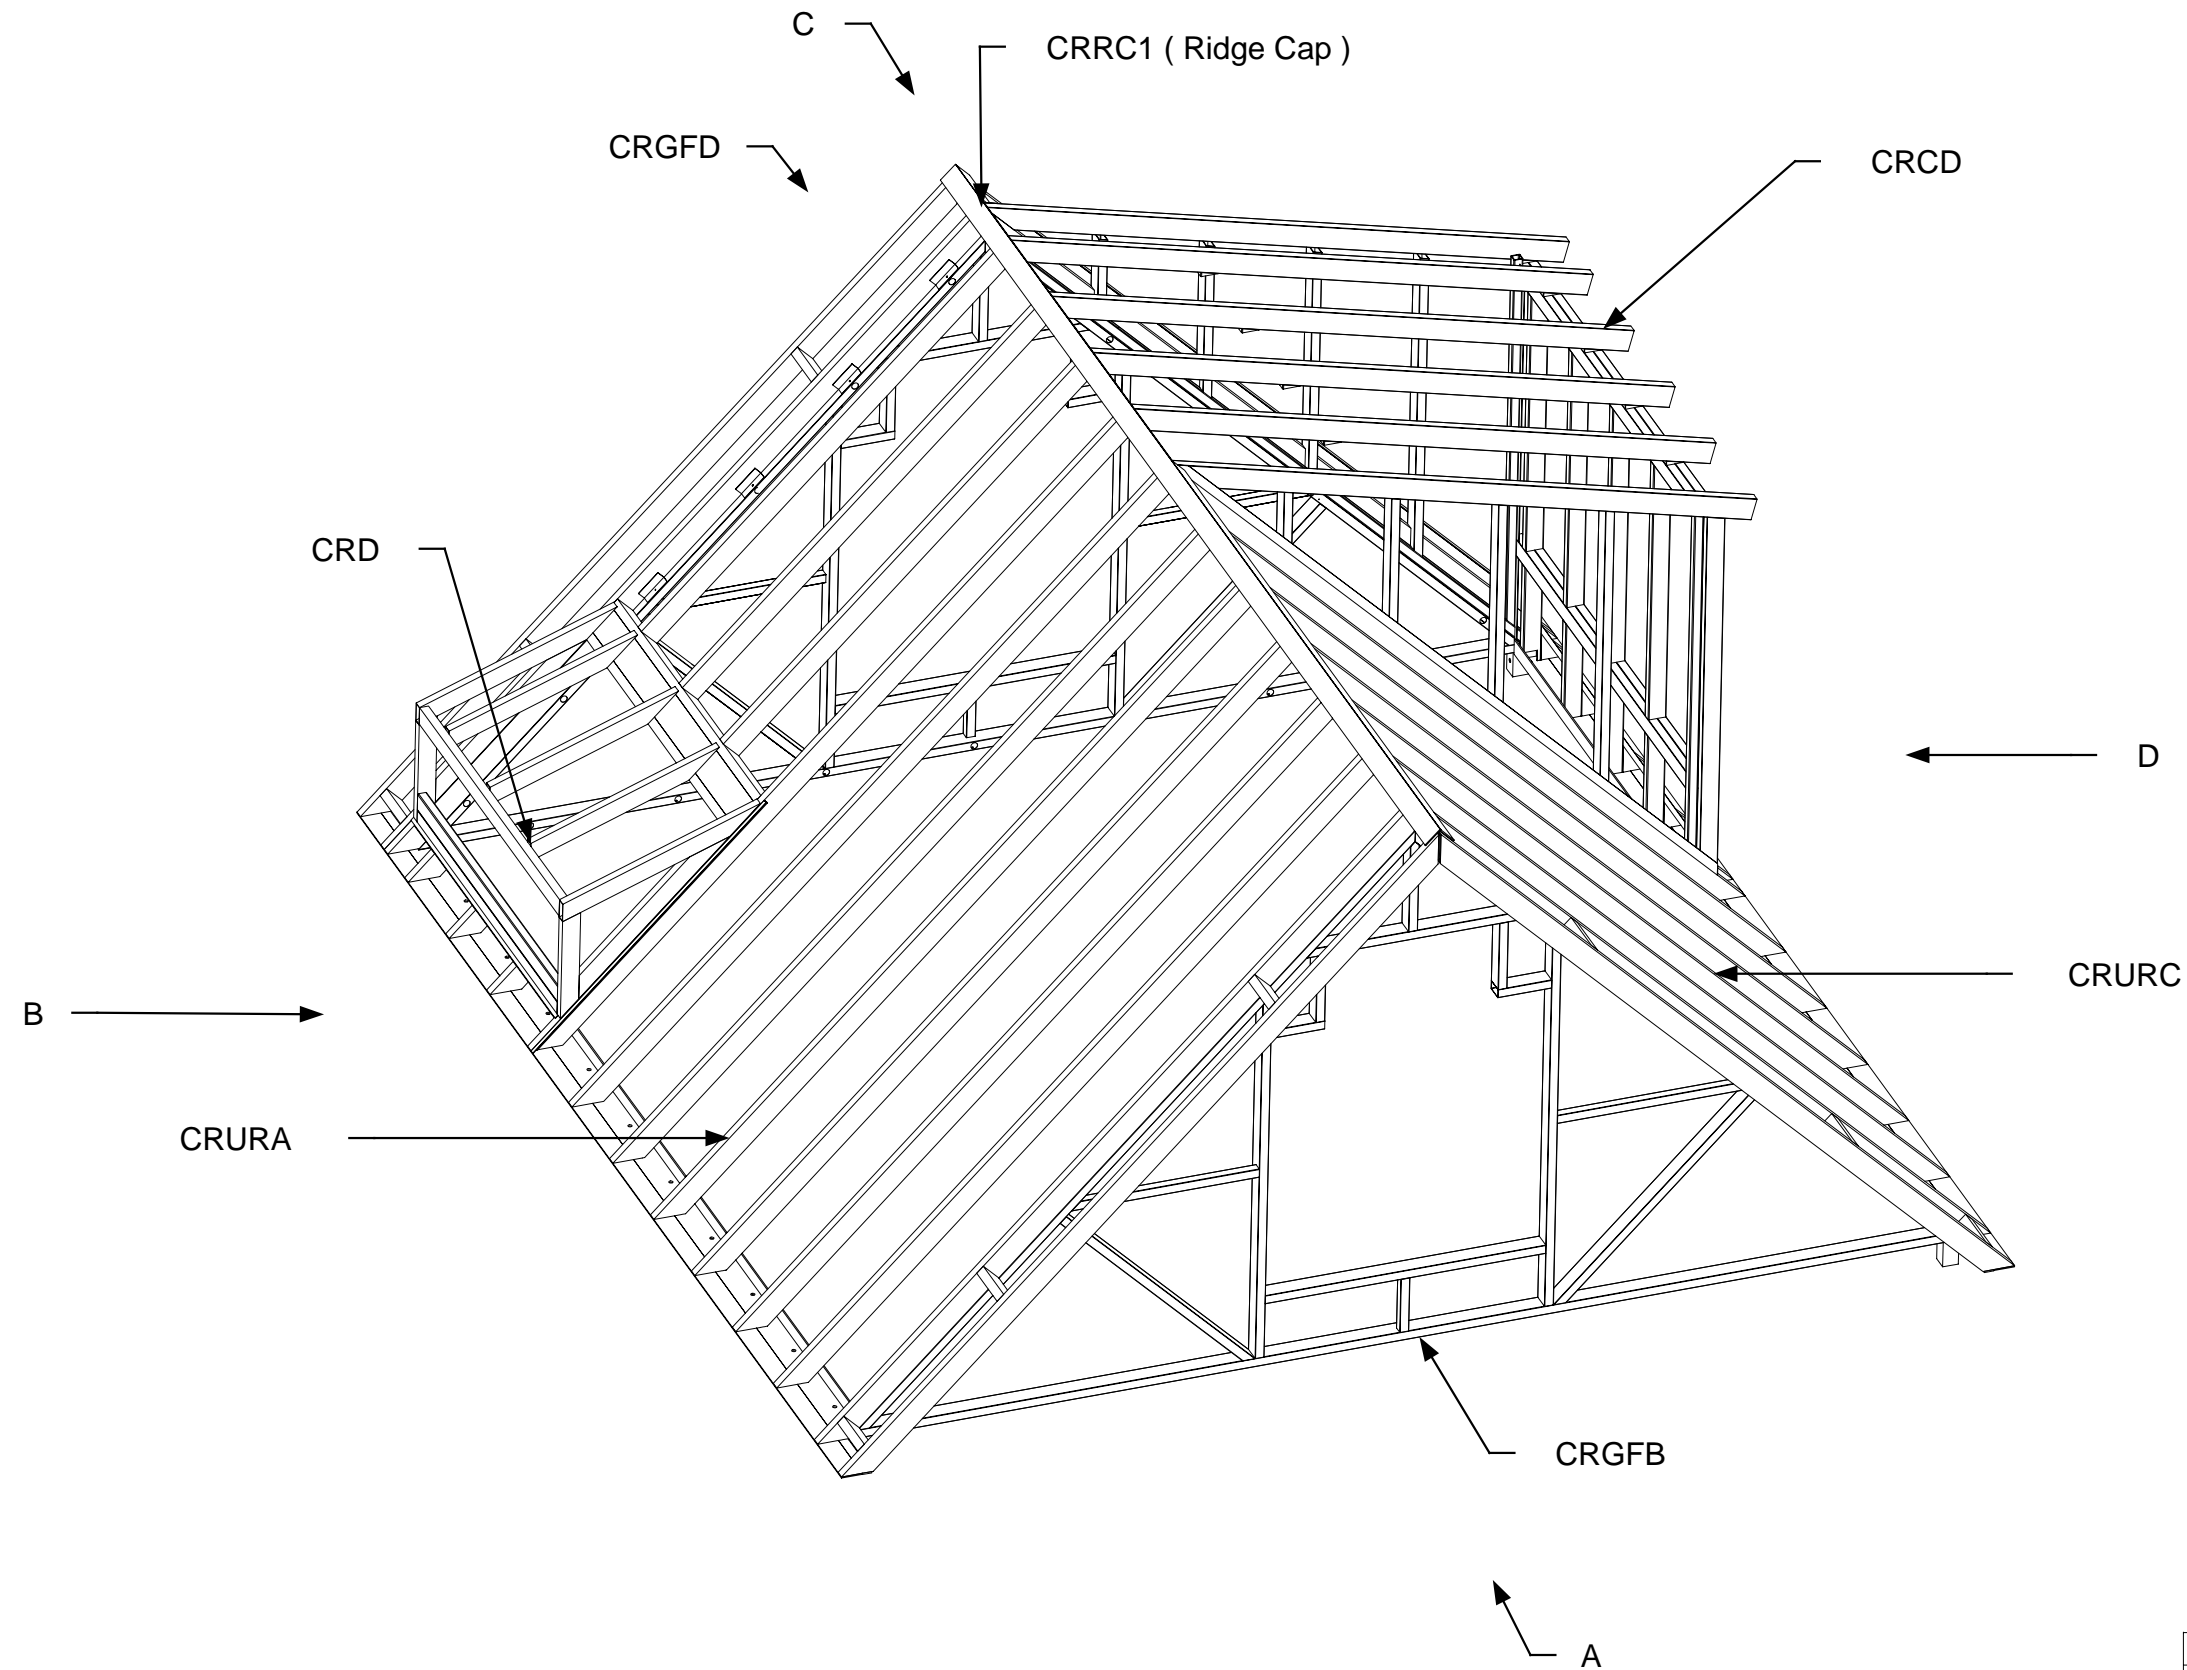 C
CRRC1 ( Ridge Cap )
CRGFD
CRCD
CRD
D
CRURC
B
CRURA
CRGFB
A